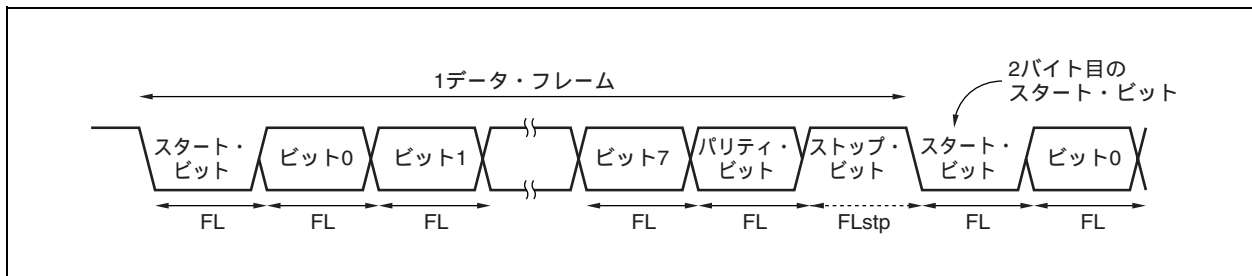 1データ・フレーム
2バイト目の
スタート・ビット
スタート・
ビット
ビット0
ビット1
ビット7
パリティ・
ビット
ストップ・
ビット
スタート・
ビット
ビット0
FL
FL
FL
FL
FL
FLstp
FL
FL